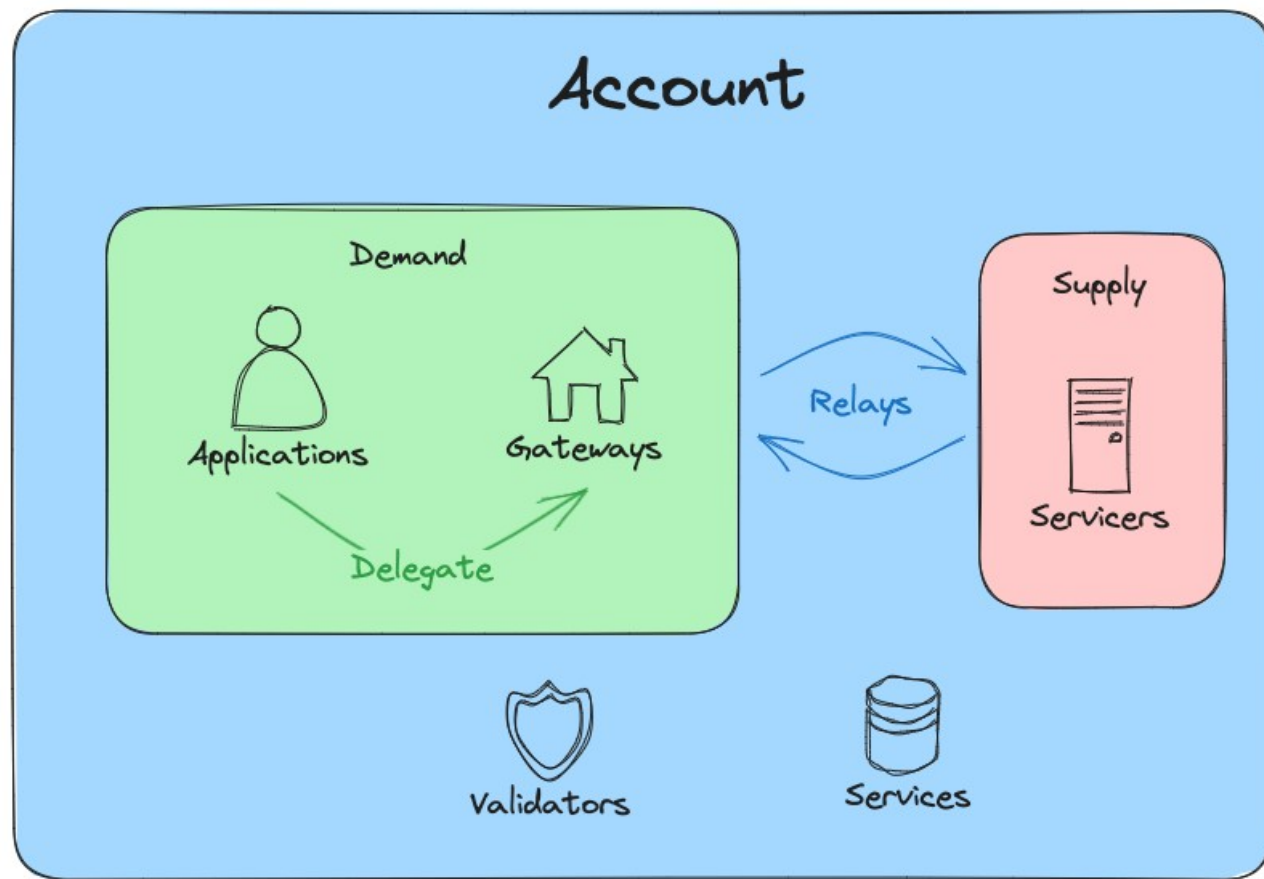 Account
Demand
Supply
Applications
Gateways
Relays
Servicers
Delegate
Validators
Services